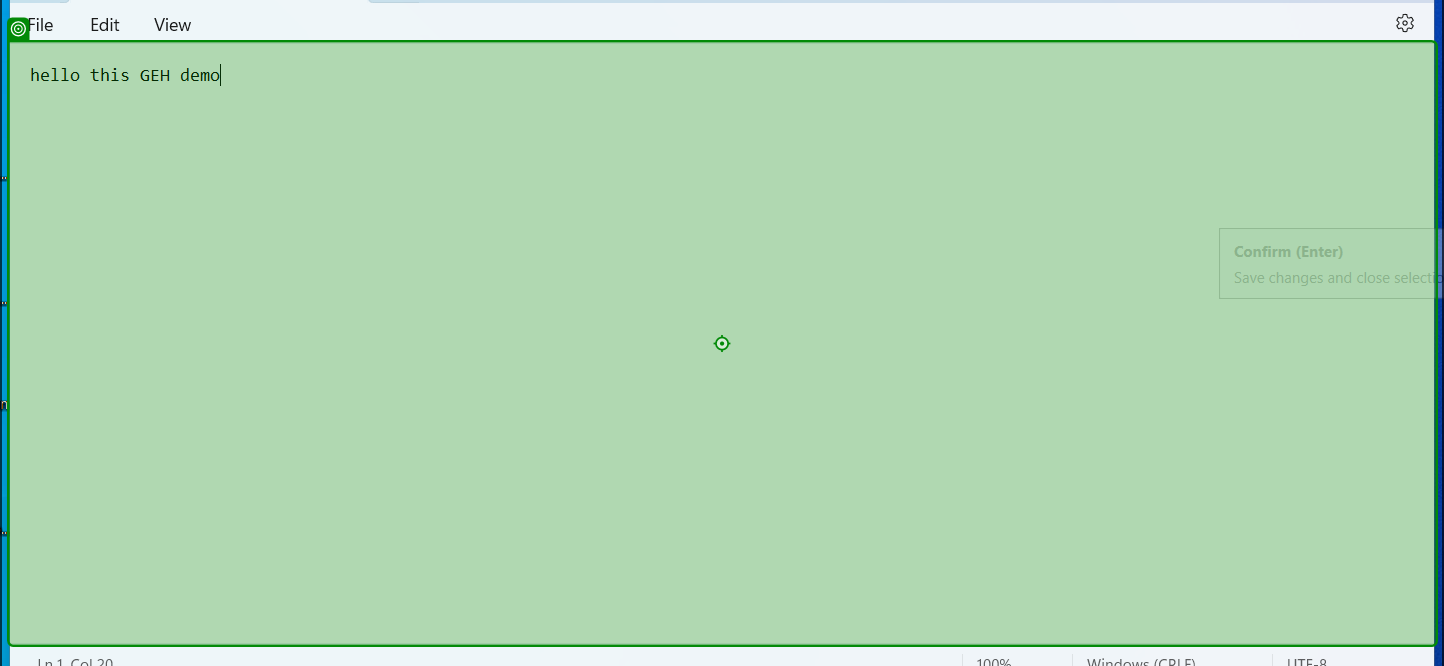 File Edit View
hello this GEH demo
Confirm (Enter)
Save changes and close selecti
Ln 1, Col 20 100% Windows (CRLF) UTF-8